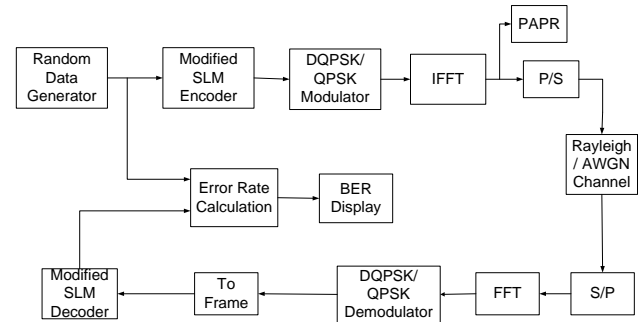 PAPR
Random
Data
Generator
Modified
SLM
Encoder
DQPSK/
QPSK
Modulator
IFFT
P/S
Rayleigh
/ AWGN
Channel
Error Rate
Calculation
BER
Display
Modified
SLM
Decoder
To
Frame
DQPSK/
QPSK
Demodulator
FFT
S/P